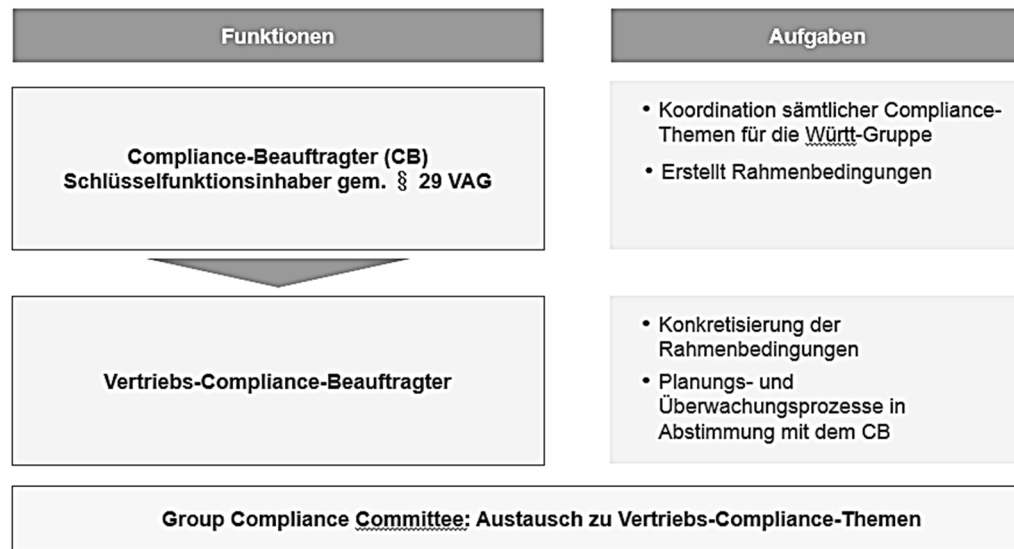 Funktionen
Aufgaben
Compliance-Beauftragter (CB)
Schlüsselfunktionsinhaber gem. § 29 VAG
• Koordination sämtlicher Compliance-
Themen für die Württ-Gruppe
• Erstellt Rahmenbedingungen
Vertriebs-Compliance-Beauftragter
• Konkretisierung der
Rahmenbedingungen
• Planungs- und
Überwachungsprozesse in
Abstimmung mit dem CB
Group Compliance Committee: Austausch zu Vertriebs-Compliance-Themen